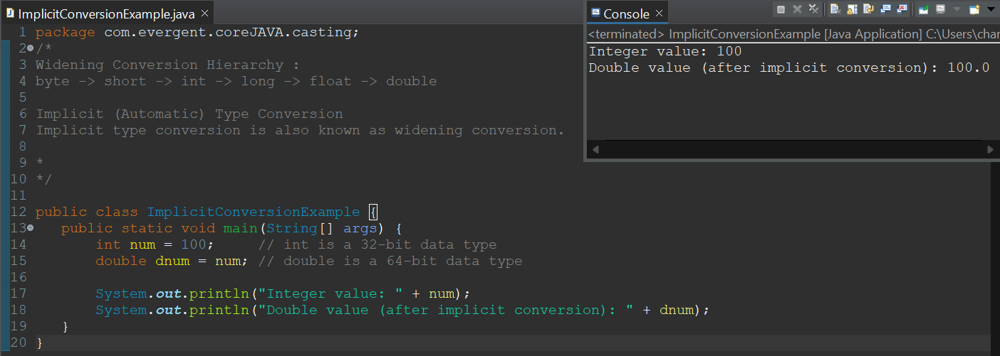 ImplicitConversionExample.java
1 package com.evergent.coreJAVA.casting;
2 /*
3 Widening Conversion Hierarchy :
4 byte -> short -> int -> long -> float -> double
5
6 Implicit (Automatic) Type Conversion
7 Implicit type conversion is also known as widening conversion.
8
9 *
10 */
11
12 public class ImplicitConversionExample {
13 public static void main(String[] args) {
14 int num = 100; // int is a 32-bit data type
15 double dnum = num; // double is a 64-bit data type
16
17 System.out.println("Integer value: " + num);
18 System.out.println("Double value (after implicit conversion): " + dnum);
19 }
20 }
Console
<terminated> ImplicitConversionExample [Java Application] C:\Users\char
Integer value: 100
Double value (after implicit conversion): 100.0